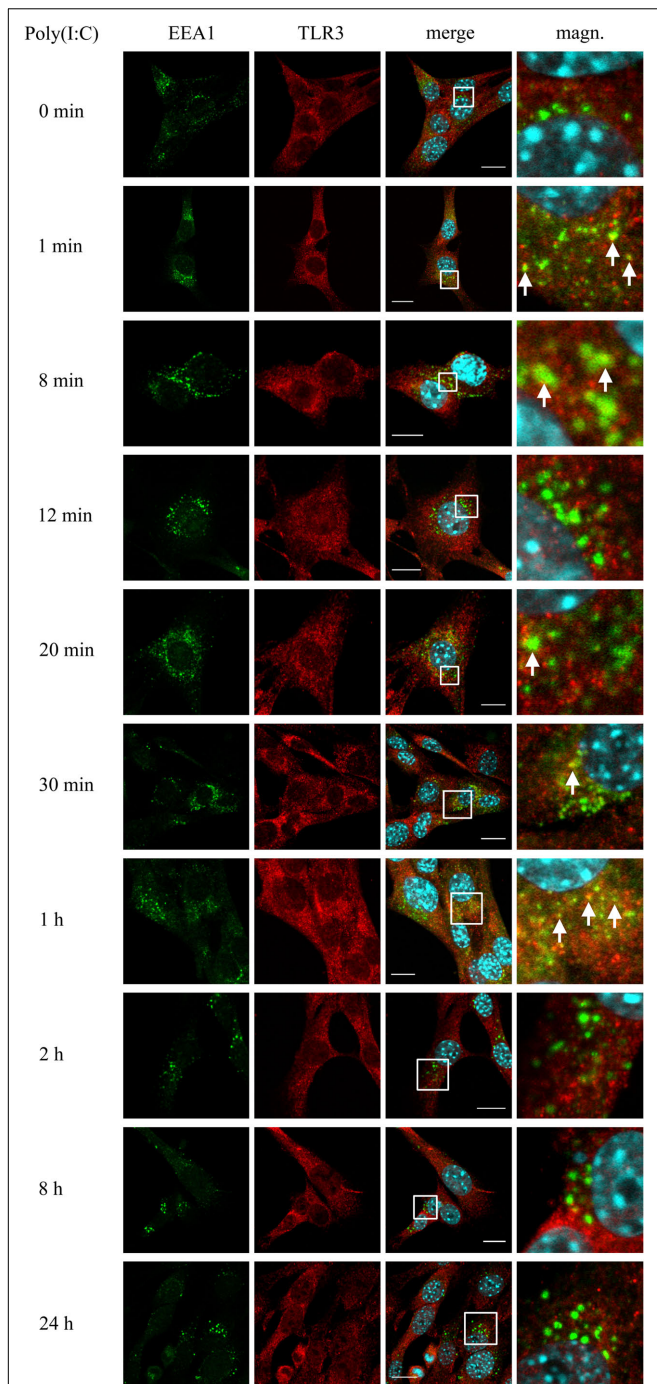 Poly(I:C) EEA1 TLR3 merge magn.
0 min
1 min
8 min
12 min
20 min
30 min
1 h
2 h
8 h
24 h